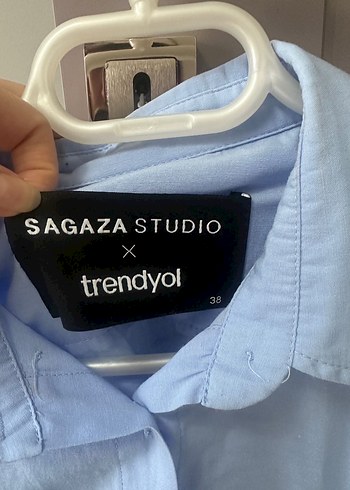 SAGAZA STUDIO
×
trendyol
38